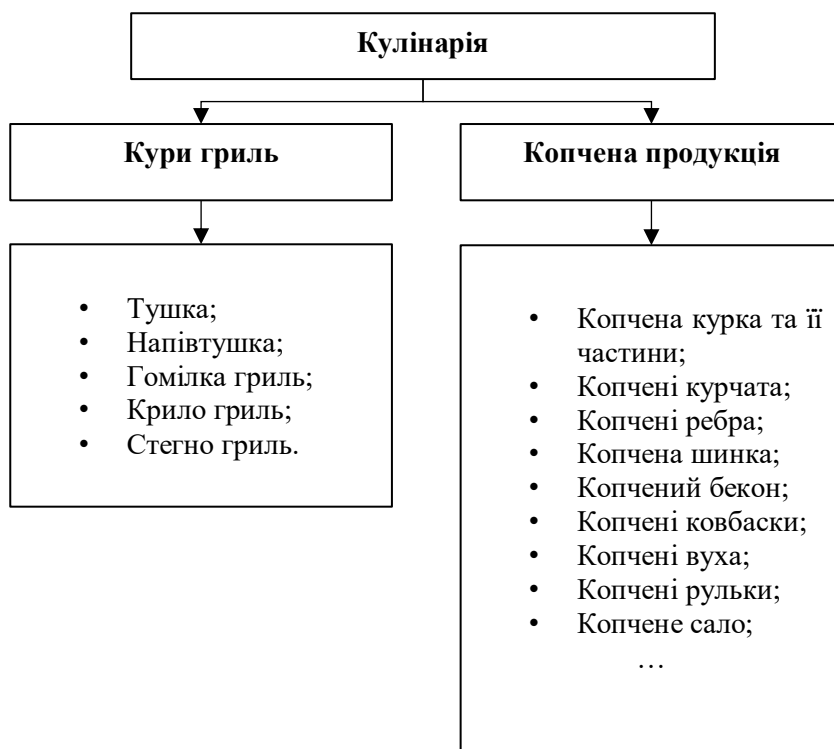 Кулінарія
Кури гриль
Копчена продукція
• Тушка;
• Напівтушка;
• Гомілка гриль;
• Крило гриль;
• Стегно гриль.
• Копчена курка та її
частини;
• Копчені курчата;
• Копчені ребра;
• Копчена шинка;
• Копчений бекон;
• Копчені ковбаски;
• Копчені вуха;
• Копчені рульки;
• Копчене сало;
…